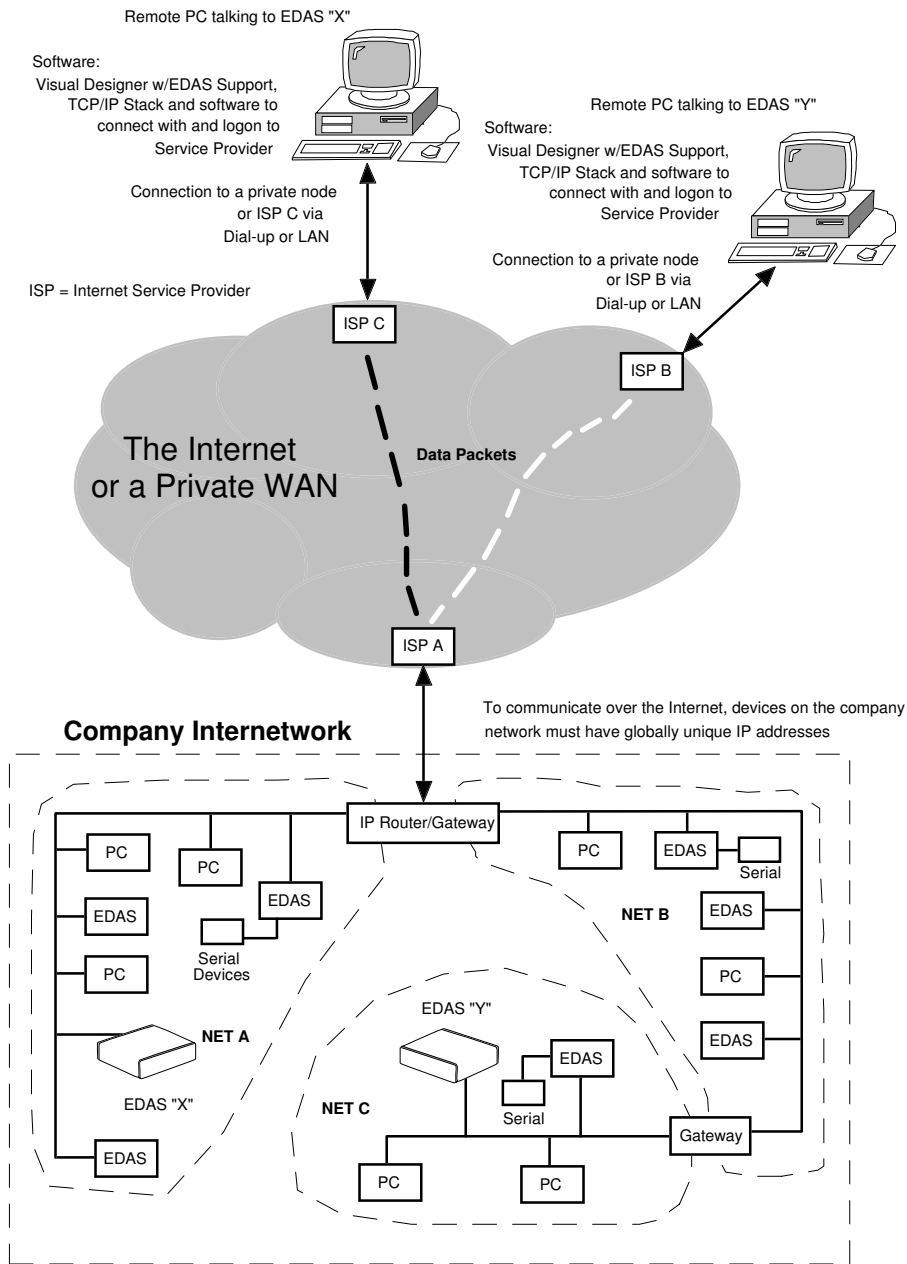 Remote PC talking to EDAS "X"
Software:
Visual Designer w/EDAS Support,
TCP/IP Stack and software to
connect with and logon to
Service Provider
Remote PC talking to EDAS "Y"
Software:
Visual Designer w/EDAS Support,
TCP/IP Stack and software to
connect with and logon to
Service Provider
Connection to a private node
or ISP C via
Dial-up or LAN
Connection to a private node
or ISP B via
Dial-up or LAN
ISP = Internet Service Provider
ISP C
ISP B
The Internet
or a Private WAN
Data Packets
ISP A
To communicate over the Internet, devices on the company
network must have globally unique IP addresses
Company Internetwork
IP Router/Gateway
PC
PC
EDAS
EDAS
Serial
Devices
PC
NET A
EDAS "X"
EDAS
PC
EDAS
Serial
NET B
EDAS
PC
EDAS
EDAS "Y"
EDAS
Serial
NET C
Gateway
PC
PC